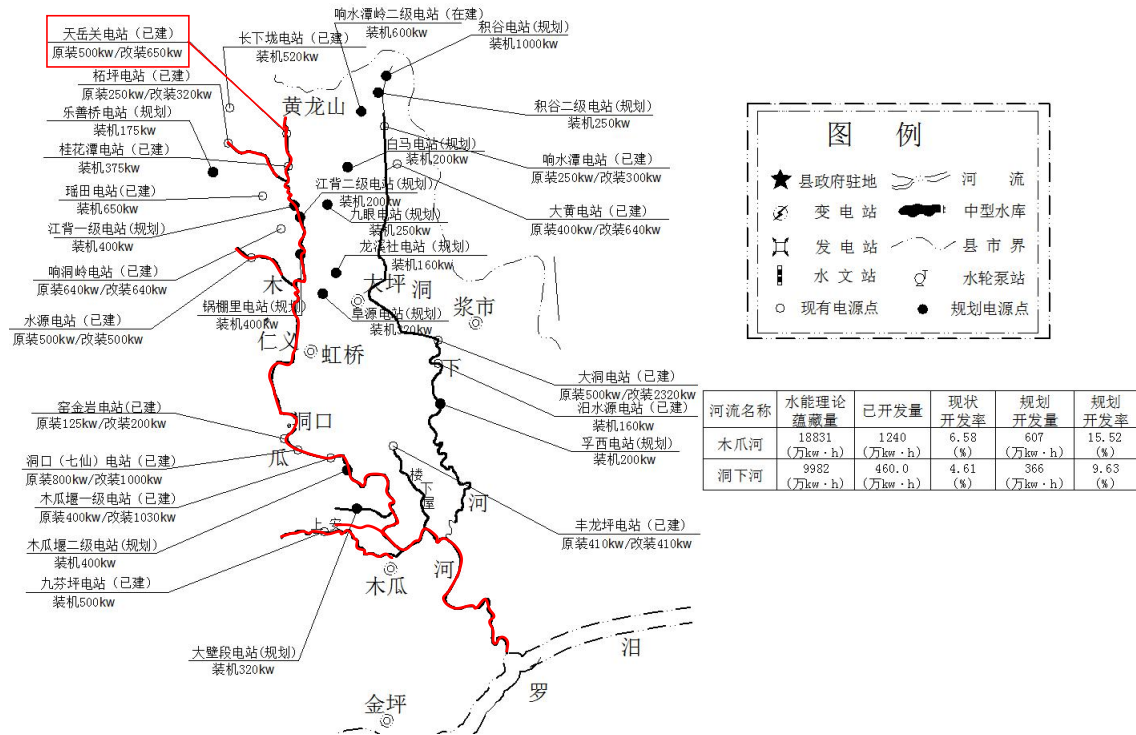 天岳关电站（已建）
原装500kw/改装650kw
长下垅电站（已建）
装机520kw
响水潭岭二级电站（在建）
装机600kw
积谷电站(规划)
装机1000kw
柘坪电站（已建）
原装250kw/改装320kw
乐善桥电站（规划）
装机175kw
桂花潭电站（已建）
装机375kw
瑶田电站(已建)
装机650kw
江背一级电站(规划)
装机400kw
响洞岭电站（已建）
原装640kw/改装640kw
水源电站（已建）
原装500kw/改装500kw
黄龙山
积谷二级电站(规划)
装机250kw
白马电站(规划)
装机200kw
响水潭电站（已建）
原装250kw/改装300kw
江背二级电站(规划)
装机200kw
九眼电站(规划)
装机250kw
大黄电站（已建）
原装400kw/改装640kw
龙溪社电站（规划）
装机160kw
木
大坪
洞
锅棚里电站(规划)
装机400kw
阜源电站(规划)
装机320kw
浆市
仁义
虹桥
下
大洞电站（已建）
原装500kw/改装2320kw
汨水源电站（已建）
装机160kw
孚西电站(规划)
装机200kw
窑金岩电站(已建)
原装125kw/改装200kw
洞口
瓜
洞口（七仙）电站（已建）
原装800kw/改装1000kw
木瓜堰一级电站（已建）
原装400kw/改装1030kw
楼
下
屋
河
上安
丰龙坪电站（已建）
原装410kw/改装410kw
木瓜堰二级电站(规划)
装机400kw
九芬坪电站（已建）
装机500kw
木瓜
河
大壁段电站(规划)
装机320kw
汨
罗
金坪
图 例
县政府驻地
河 流
变 电 站
中型水库
发 电 站
县 市 界
水 文 站
水轮泵站
现有电源点
规划电源点
河流名称 水能理论蕴藏量 已开发量 现状开发率 规划开发量 规划开发率
木瓜河 18831(万kw·h) 1240(万kw·h) 6.58(%) 607(万kw·h) 15.52(%)
洞下河 9982(万kw·h) 460.0(万kw·h) 4.61(%) 366(万kw·h) 9.63(%)